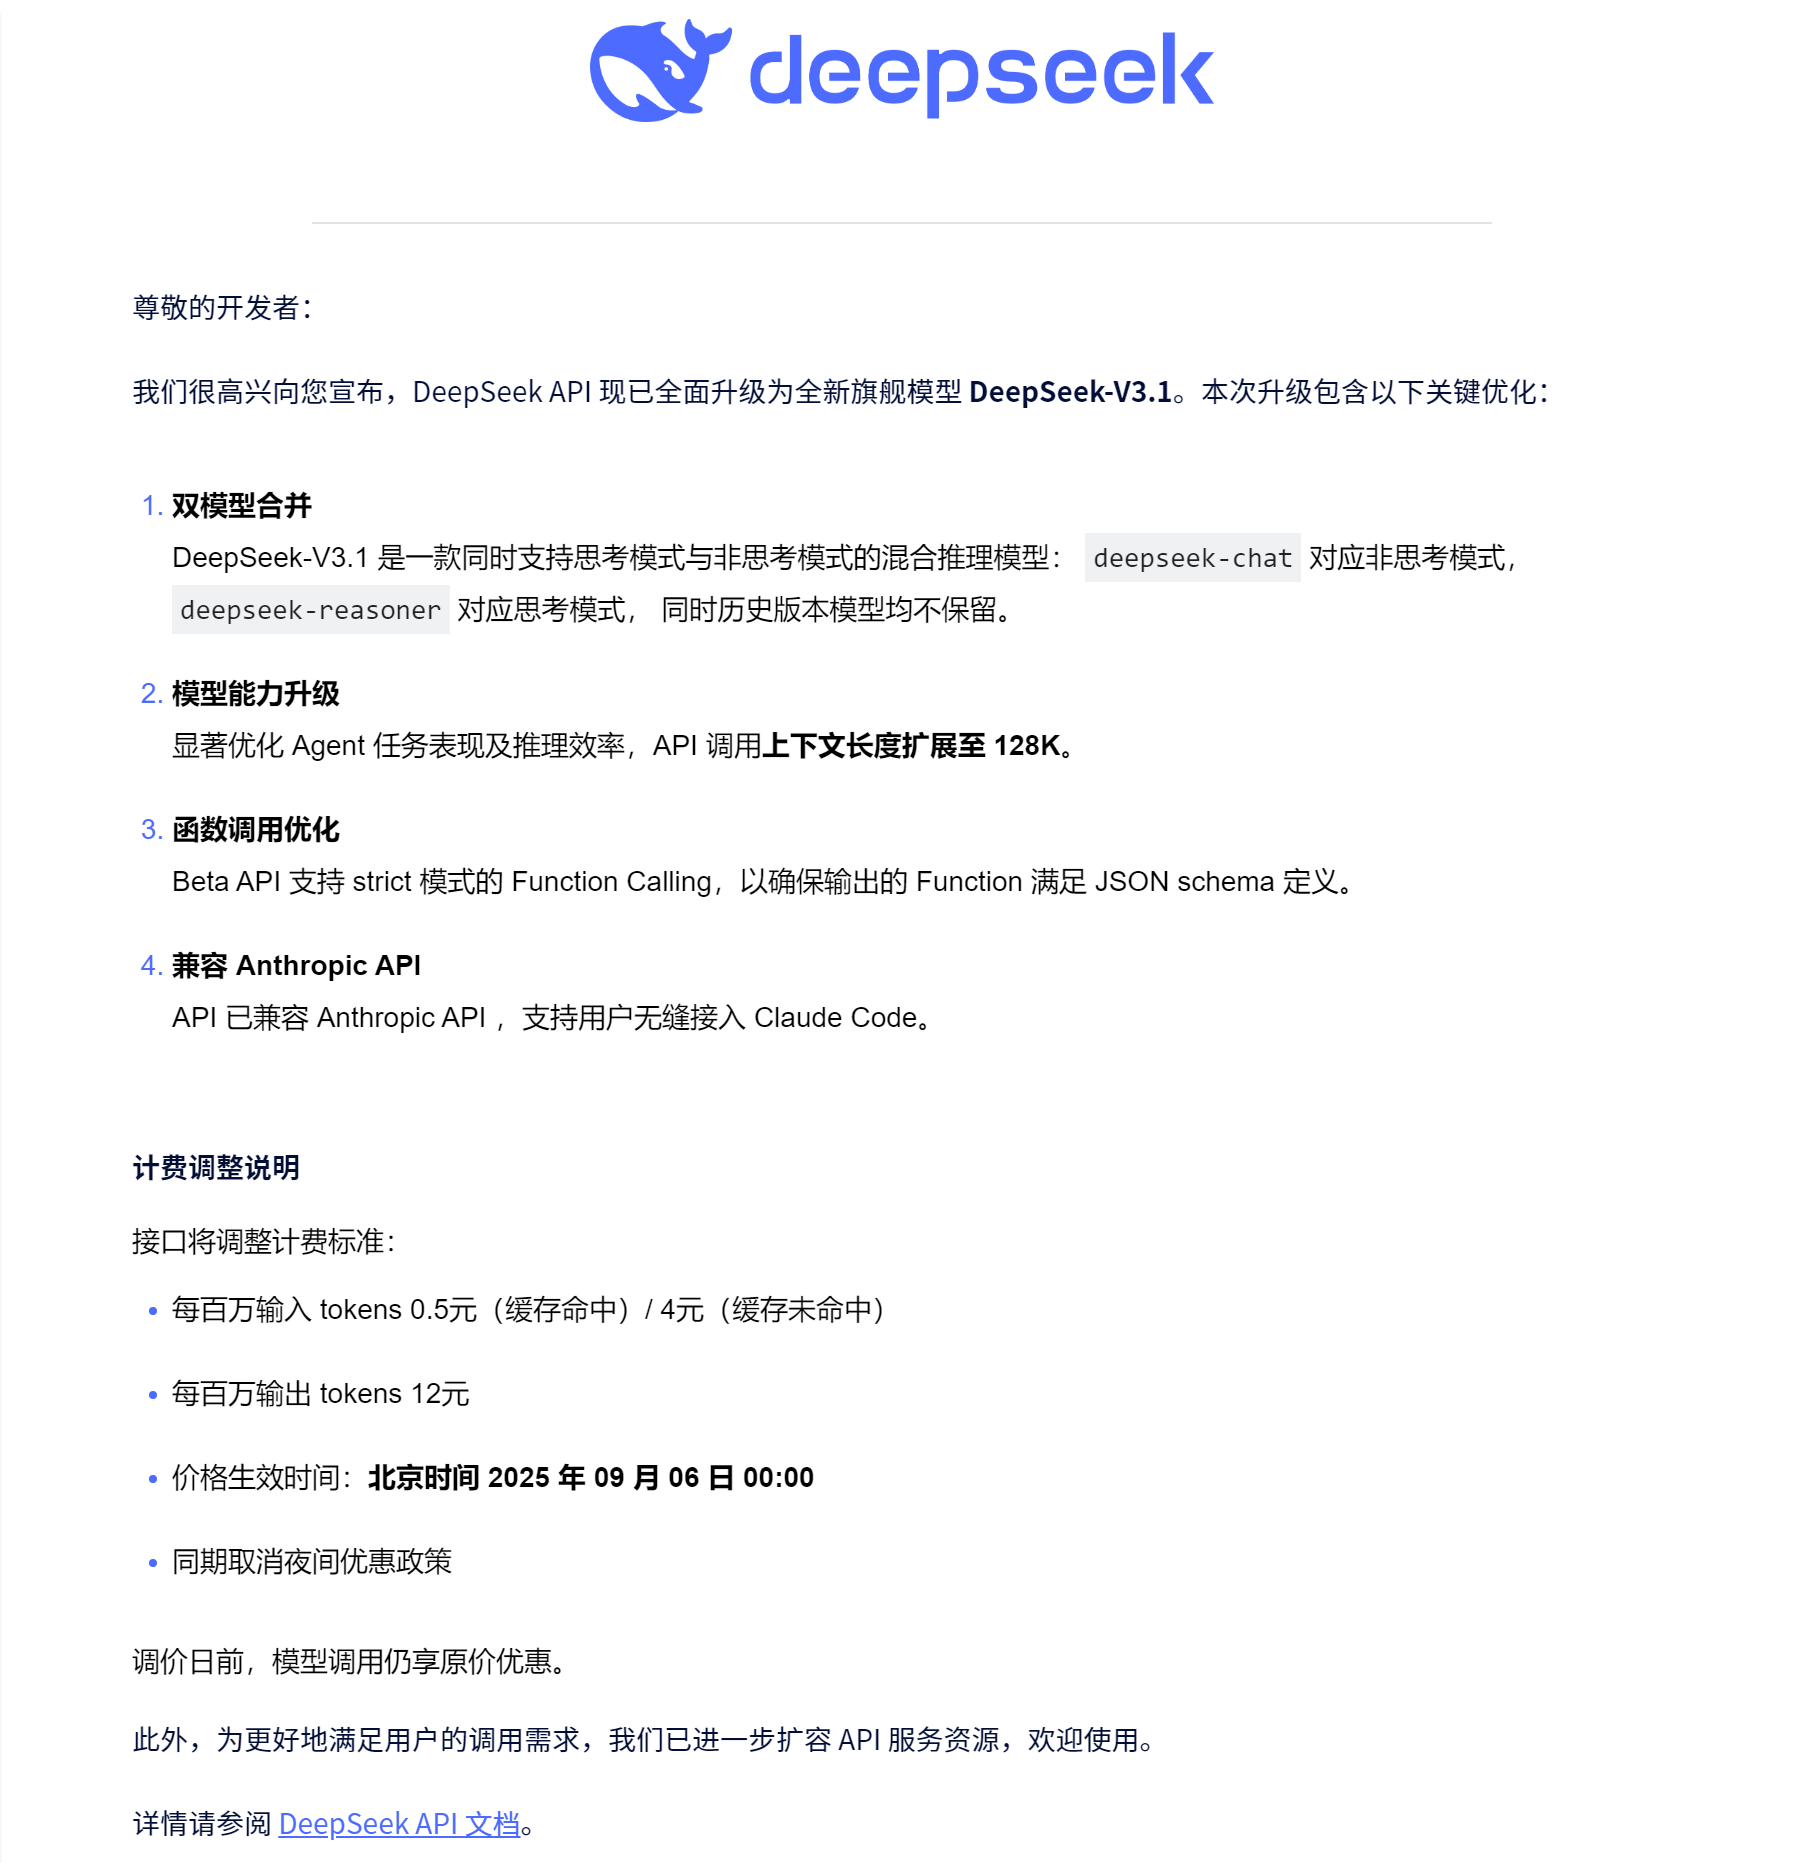 deepseek
尊敬的开发者：
我们很高兴向您宣布，DeepSeek API 现已全面升级为全新旗舰模型 DeepSeek-V3.1。本次升级包含以下关键优化：
1. 双模型合并
DeepSeek-V3.1 是一款同时支持思考模式与非思考模式的混合推理模型： deepseek-chat 对应非思考模式，
deepseek-reasoner 对应思考模式， 同时历史版本模型均不保留。
2. 模型能力升级
显著优化 Agent 任务表现及推理效率，API 调用上下文长度扩展至 128K。
3. 函数调用优化
Beta API 支持 strict 模式的 Function Calling，以确保输出的 Function 满足 JSON schema 定义。
4. 兼容 Anthropic API
API 已兼容 Anthropic API ，支持用户无缝接入 Claude Code。
计费调整说明
接口将调整计费标准：
• 每百万输入 tokens 0.5元（缓存命中）/ 4元（缓存未命中）
• 每百万输出 tokens 12元
• 价格生效时间：北京时间 2025 年 09 月 06 日 00:00
• 同期取消夜间优惠政策
调价日前，模型调用仍享原价优惠。
此外，为更好地满足用户的调用需求，我们已进一步扩容 API 服务资源，欢迎使用。
详情请参阅 DeepSeek API 文档。